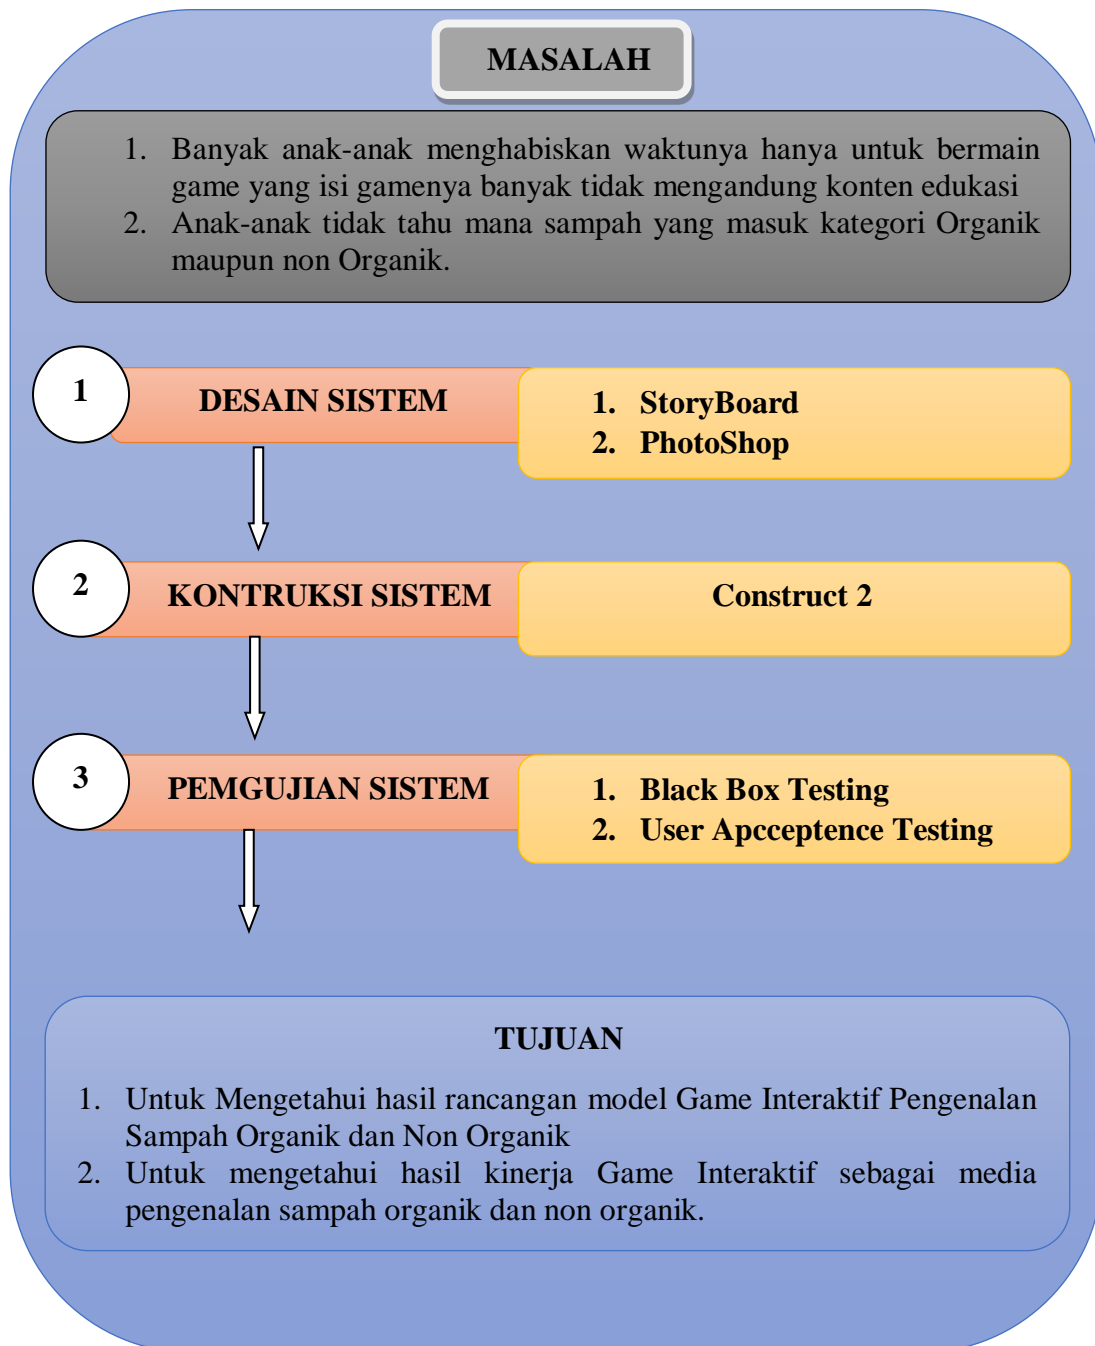 MASALAH
1. Banyak anak-anak menghabiskan waktunya hanya untuk bermain
game yang isi gamenya banyak tidak mengandung konten edukasi
2. Anak-anak tidak tahu mana sampah yang masuk kategori Organik
maupun non Organik.
1
DESAIN SISTEM
1. StoryBoard
2. PhotoShop
2
KONTRUKSI SISTEM
Construct 2
3
PEMGUJIAN SISTEM
1. Black Box Testing
2. User Apcceptence Testing
TUJUAN
1. Untuk Mengetahui hasil rancangan model Game Interaktif Pengenalan
Sampah Organik dan Non Organik
2. Untuk mengetahui hasil kinerja Game Interaktif sebagai media
pengenalan sampah organik dan non organik.